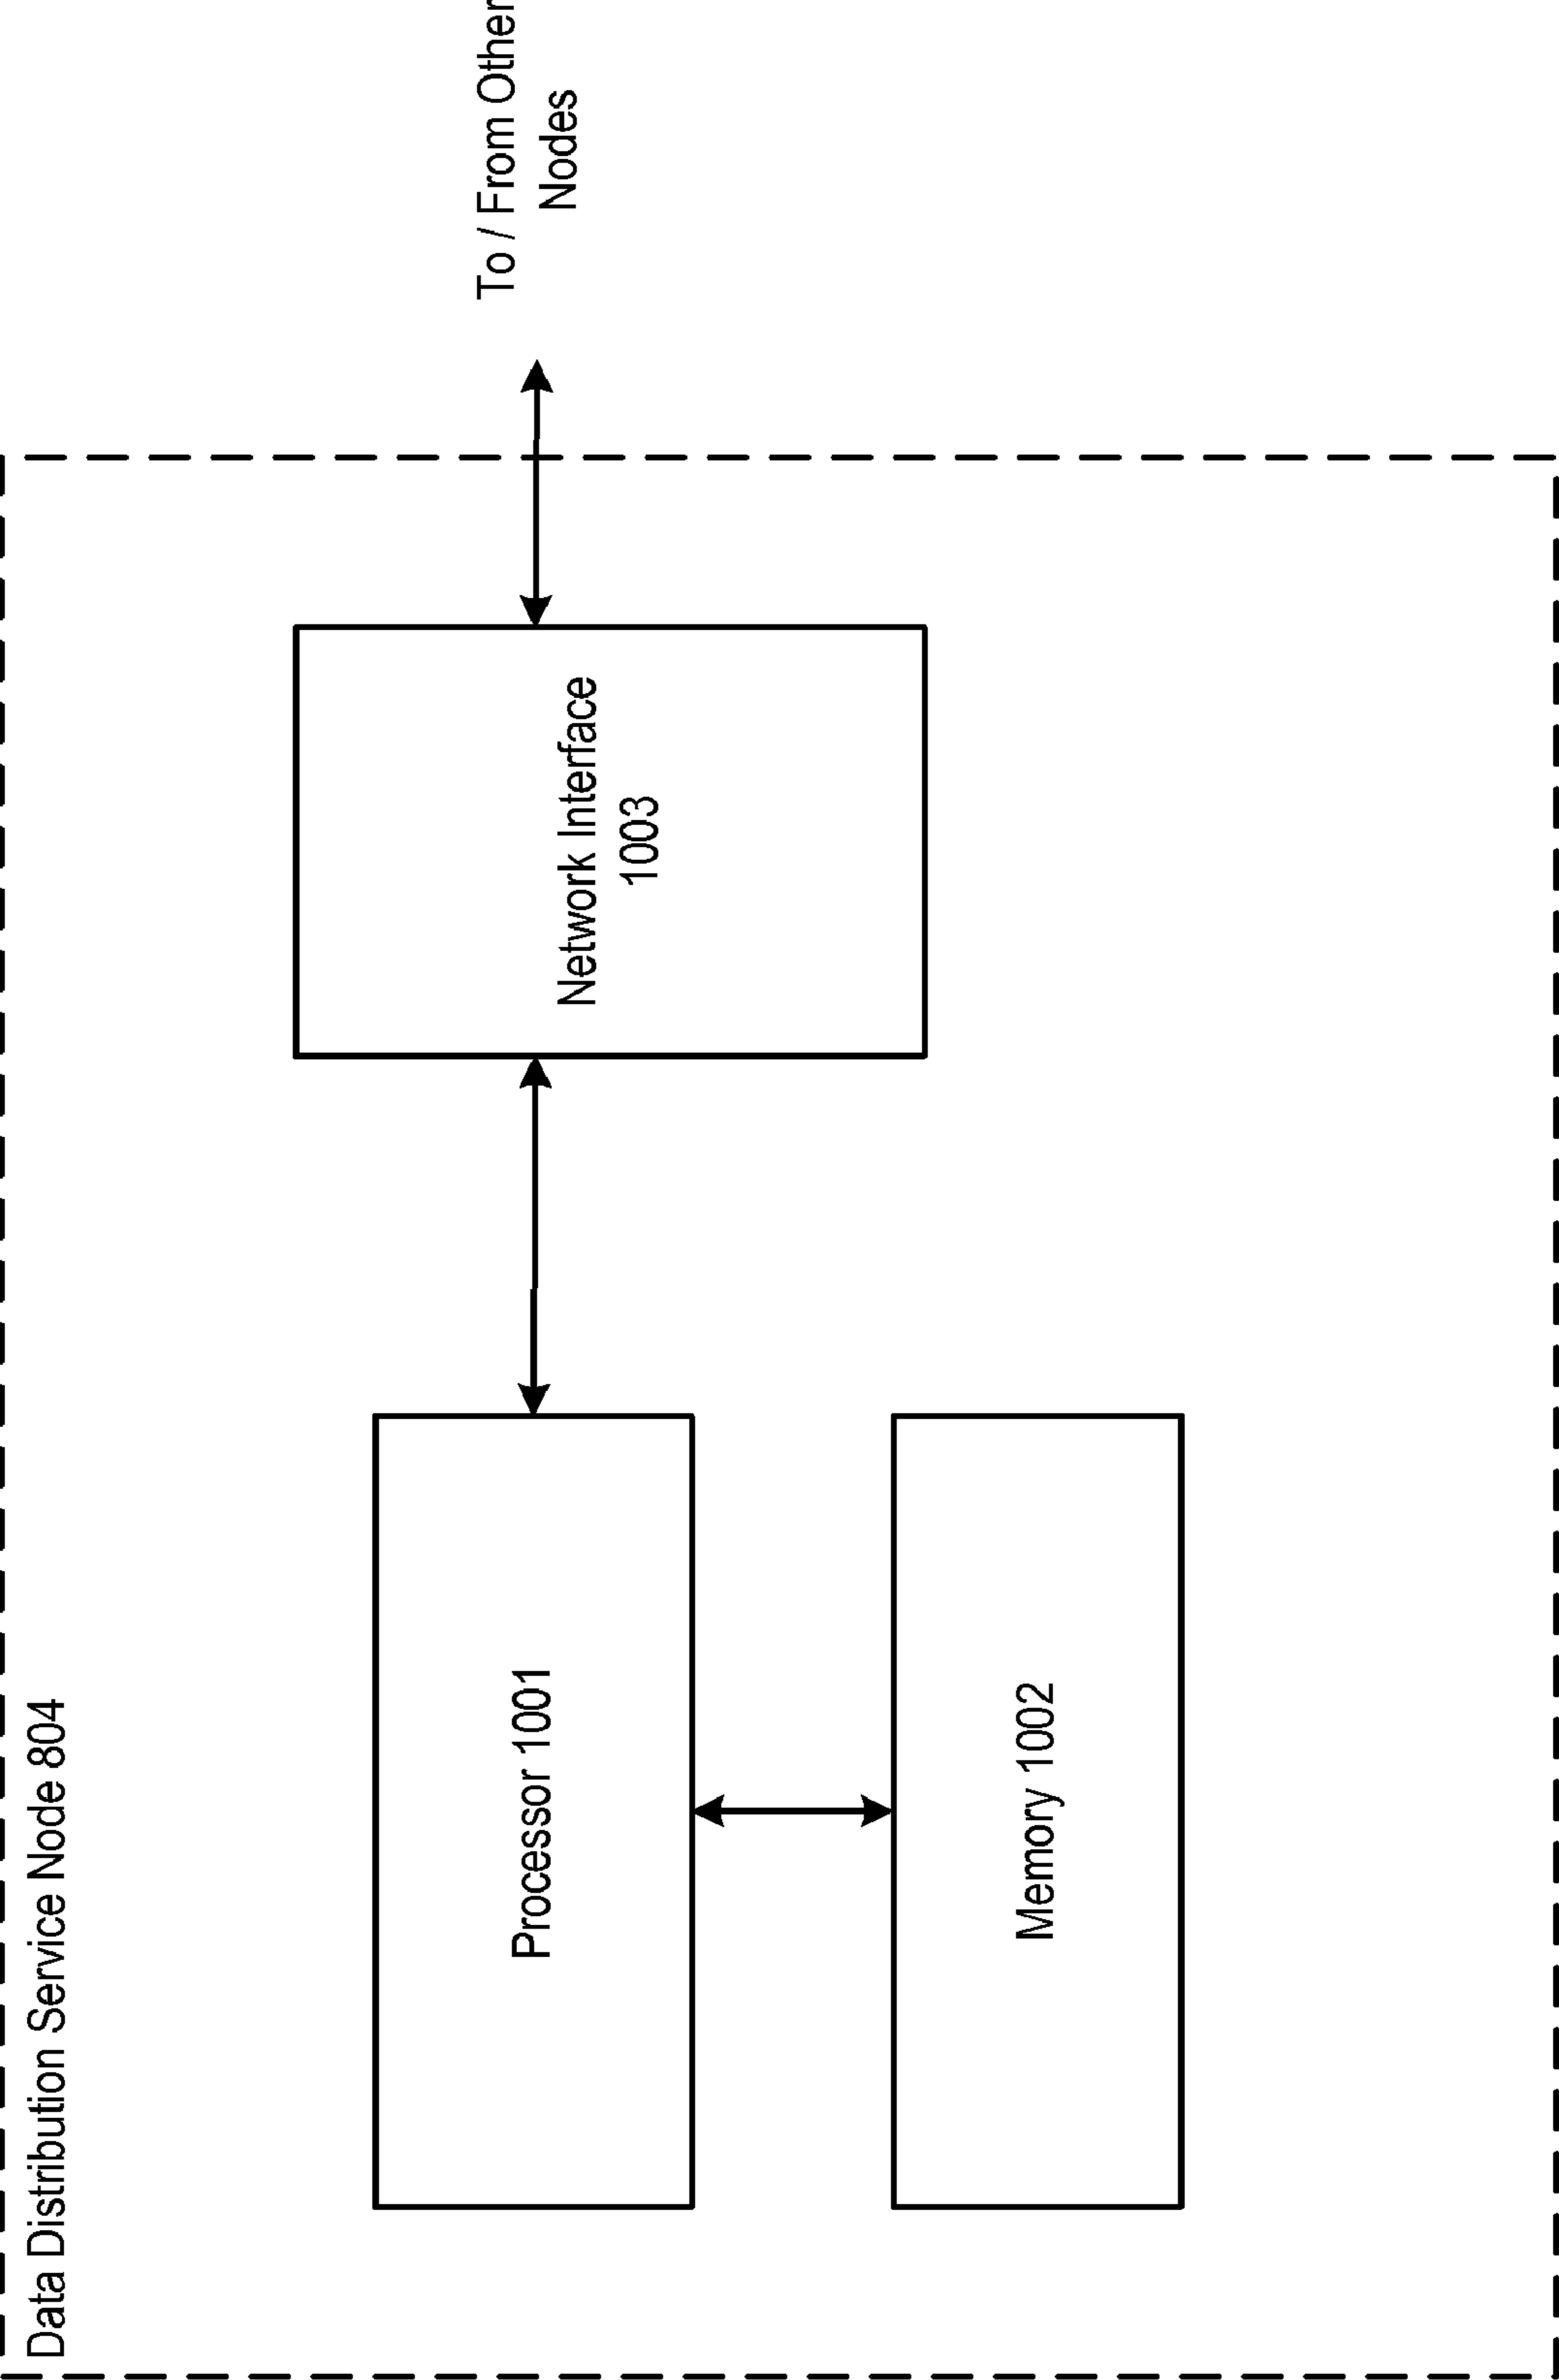 Data Distribution Service Node 804
Processor 1001
Network Interface
1003
To / From Other
Nodes
Memory 1002